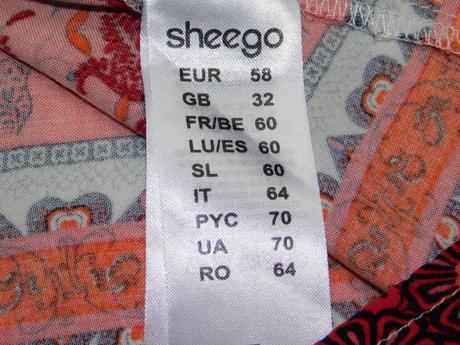 sheego
EUR 58
GB 32
FR/BE 60
LU/ES 60
SL 60
IT 64
PYC 70
UA 70
RO 64